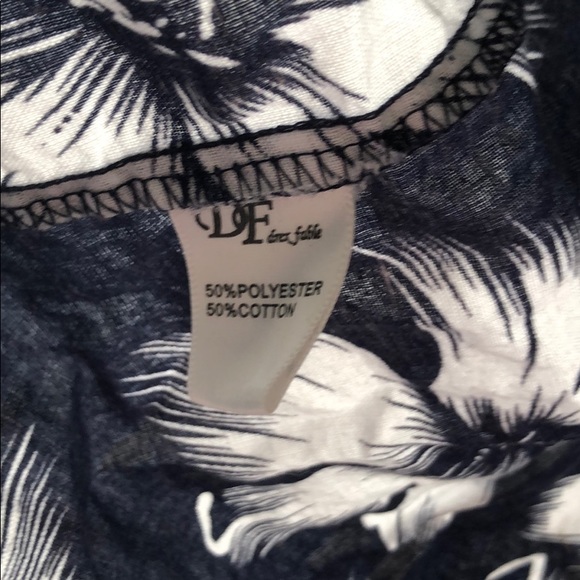 DF dress fable
50%POLYESTER
50%COTTON